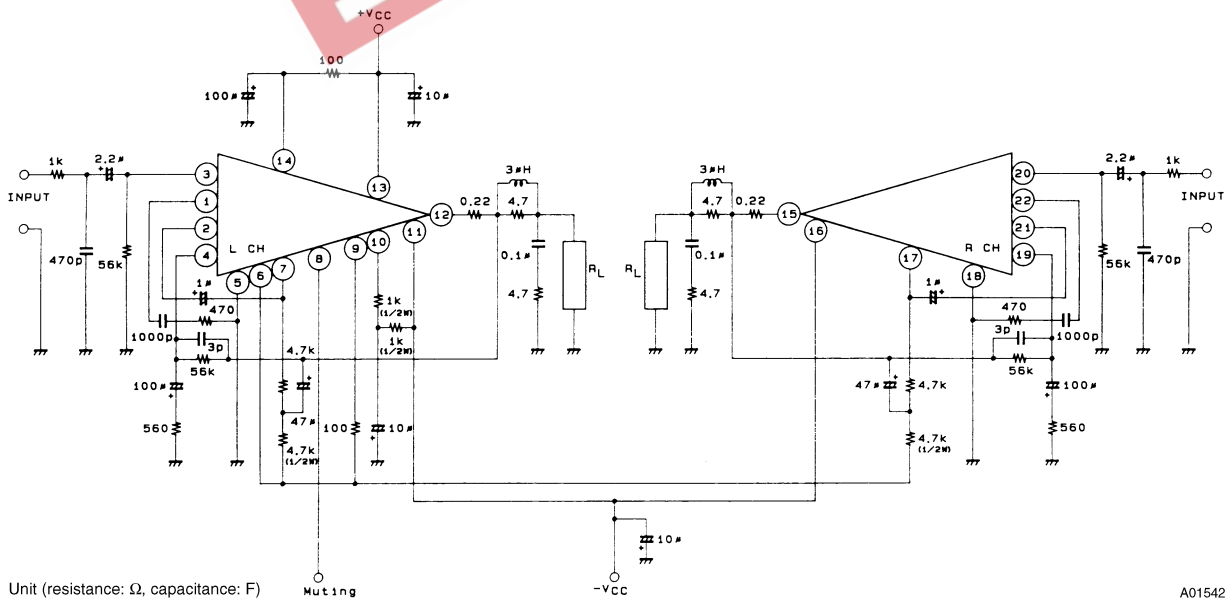 +VCC
100
100μ +
+ 10μ
14
13
1k
2.2μ
+
3
INPUT
1
2
4
470p
56k
L CH
5
6
7
8
9
10
11
12
0.22
3μH
4.7
0.1μ
4.7
RL
1μ
+
470
1000p
3p
56k
100μ
+
560
4.7k
+
47μ
4.7k
(1/2W)
100
1k
(1/2W)
1k
(1/2W)
+ 10μ
3μH
4.7
0.22
15
16
RL
0.1μ
4.7
R CH
17
18
20
22
21
19
2.2μ
+
1k
INPUT
56k
470p
1μ
+
470
3p
1000p
56k
47μ +
4.7k
4.7k
(1/2W)
100μ
+
560
+ 10μ
Muting
-VCC
Unit (resistance: Ω, capacitance: F)
A01542